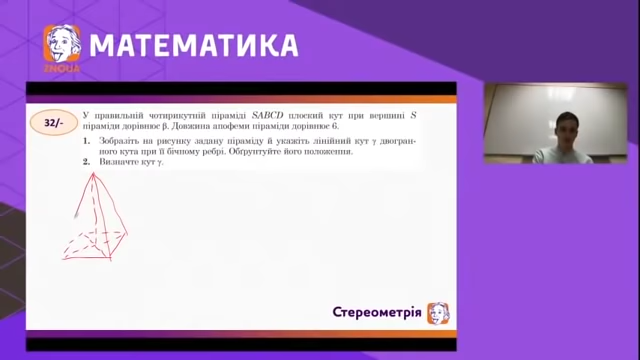 ZNOUA
МАТЕМАТИКА
32/-
У правильній чотирикутній піраміді SABCD плоский кут при вершині S
піраміди дорівнює β. Довжина апофеми піраміди дорівнює 6.
1. Зобразіть на рисунку задану піраміду й укажіть лінійний кут γ двогран-
ного кута при її бічному ребрі. Обґрунтуйте його положення.
2. Визначте кут γ.
Стереометрія